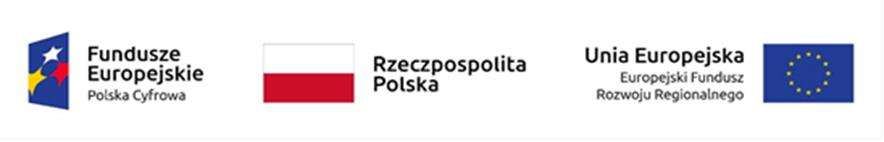 Fundusze
Europejskie
Polska Cyfrowa
Rzeczpospolita
Polska
Unia Europejska
Europejski Fundusz
Rozwoju Regionalnego